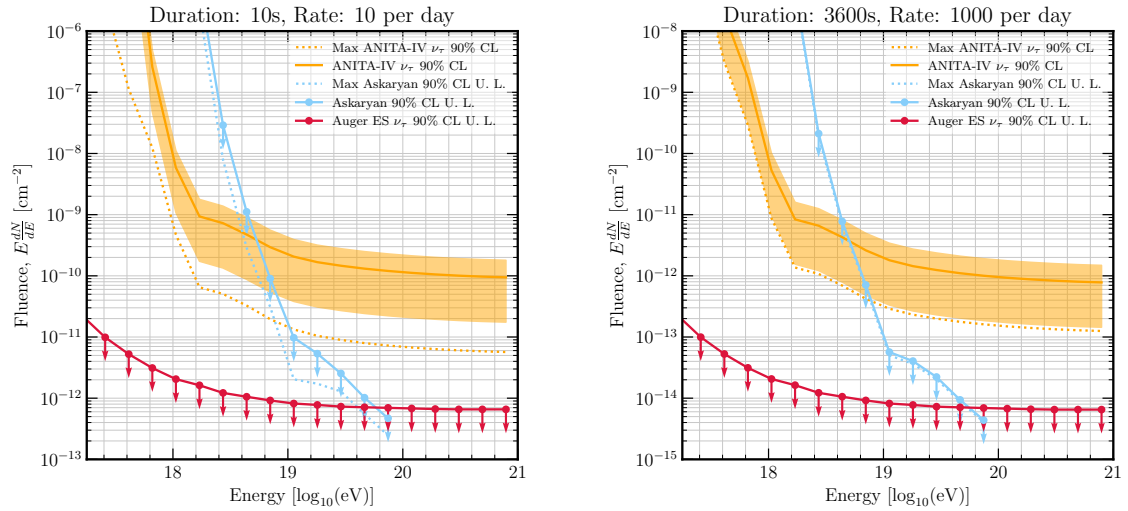 Duration: 10s, Rate: 10 per day
Max ANITA-IV ν_τ 90% CL
ANITA-IV ν_τ 90% CL
Max Askaryan 90% CL U. L.
Askaryan 90% CL U. L.
Auger ES ν_τ 90% CL U. L.
Fluence, E dN/dE [cm⁻²]
10⁻⁶
10⁻⁷
10⁻⁸
10⁻⁹
10⁻¹⁰
10⁻¹¹
10⁻¹²
10⁻¹³
18 19 20 21
Energy [log₁₀(eV)]
Duration: 3600s, Rate: 1000 per day
Max ANITA-IV ν_τ 90% CL
ANITA-IV ν_τ 90% CL
Max Askaryan 90% CL U. L.
Askaryan 90% CL U. L.
Auger ES ν_τ 90% CL U. L.
Fluence, E dN/dE [cm⁻²]
10⁻⁸
10⁻⁹
10⁻¹⁰
10⁻¹¹
10⁻¹²
10⁻¹³
10⁻¹⁴
10⁻¹⁵
18 19 20 21
Energy [log₁₀(eV)]